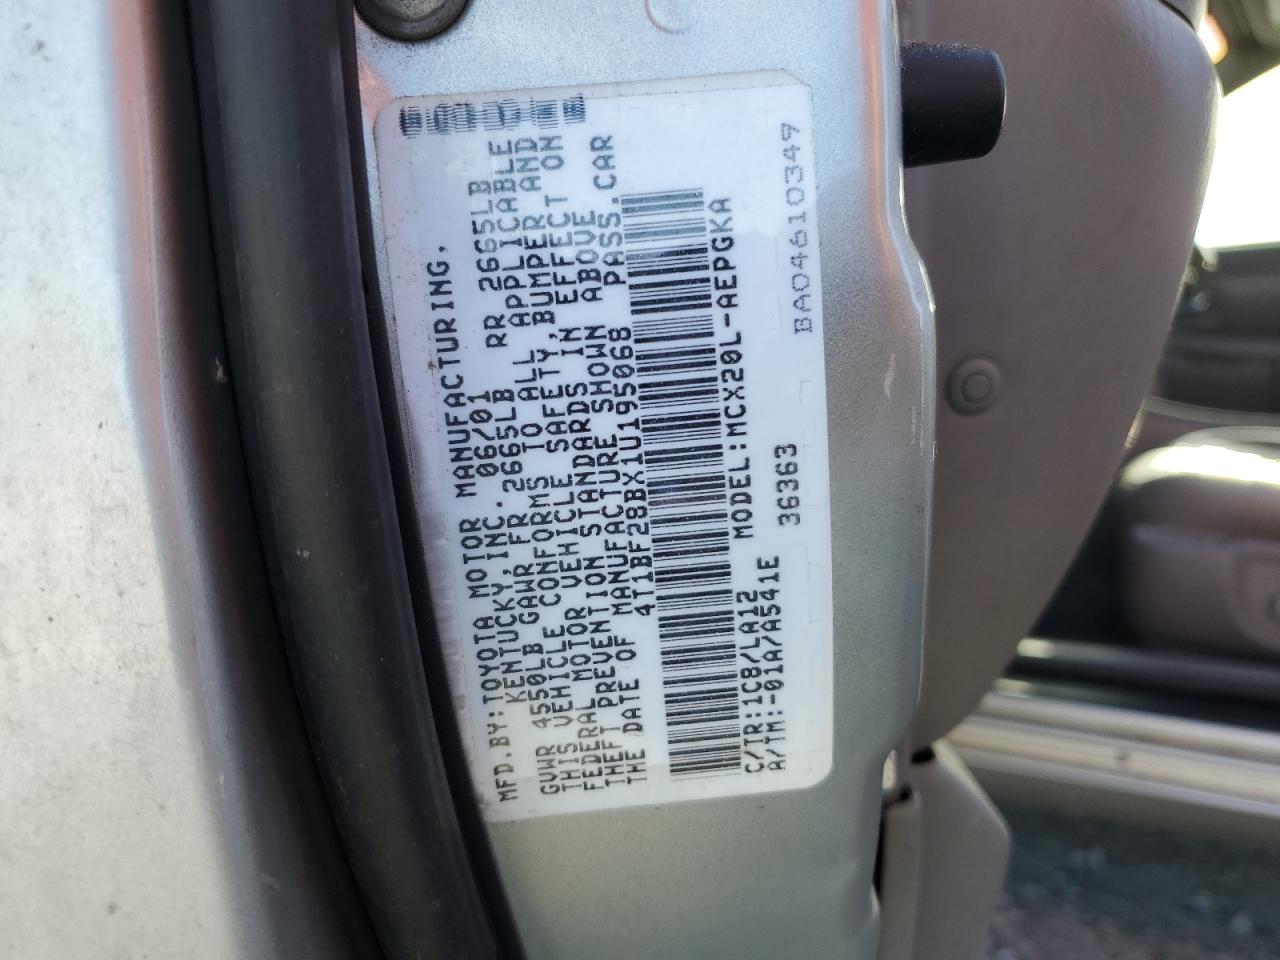 MFD.BY:TOYOTA MOTOR MANUFACTURING,
KENTUCKY,INC. 06/01
GVWR 4550LB GAWR FR 2665LB RR 2665LB
THIS VEHICLE CONFORMS TO ALL APPLICABLE
FEDERAL MOTOR VEHICLE SAFETY,BUMPER AND
THEFT PREVENTION STANDARDS IN EFFECT ON
THE DATE OF MANUFACTURE SHOWN ABOVE
4T1BF28BX1U195068 PASS.CAR
MODEL:MCX20L-AEPGKA
C/TR:1C8/LA12
A/TM:-01A/A541E 36363
BA04610349